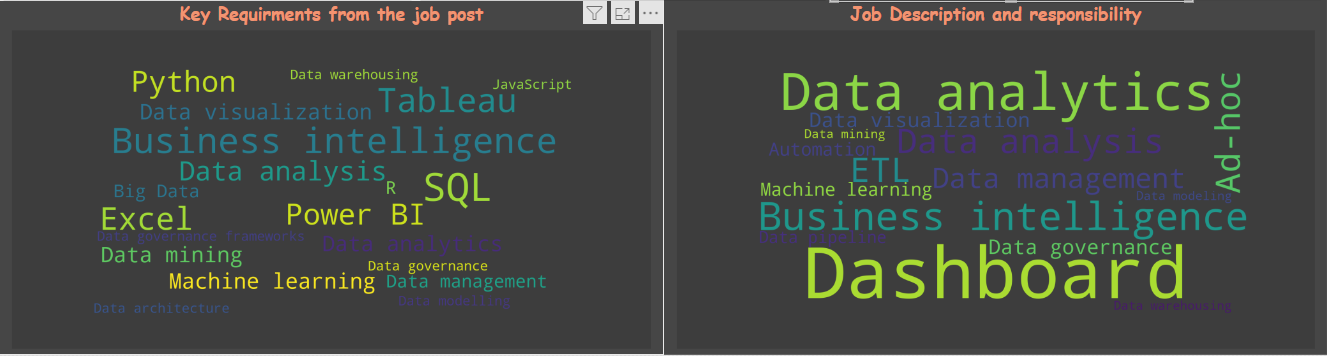 Key Requirments from the job post
Python
Data warehousing
JavaScript
Data visualization
Tableau
Business intelligence
Data analysis
R
SQL
Big Data
Excel
Power BI
Data governance frameworks
Data analytics
Data mining
Data governance
Machine learning
Data management
Data modelling
Data architecture
Job Description and responsibility
Data analytics
Ad-hoc
Data visualization
Data mining
Data analysis
Automation
ETL
Data management
Machine learning
Data modeling
Business intelligence
Data governance
Dashboard
Data warehousing